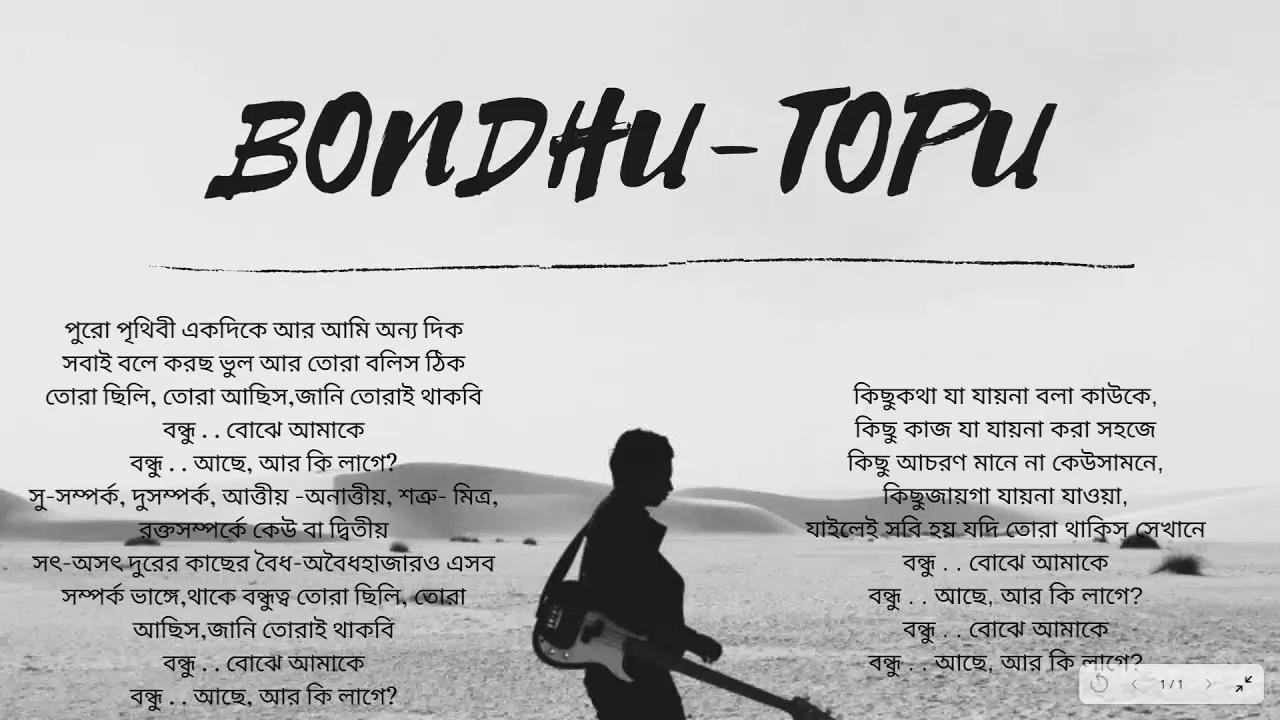 BONDHU-TOPU
পুরো পৃথিবী একদিকে আর আমি অন্য দিক
সবাই বলে করছ ভুল আর তোরা বলিস ঠিক
তোরা ছিলি, তোরা আছিস,জানি তোরাই থাকবি
বন্ধু . . বোঝে আমাকে
বন্ধু . . আছে, আর কি লাগে?
সু-সম্পর্ক, দুসম্পর্ক, আত্তীয় -অনাত্তীয়, শত্রু- মিত্র,
রক্তসম্পর্কে কেউ বা দ্বিতীয়
সৎ-অসৎ দুরের কাছের বৈধ-অবৈধহাজারও এসব
সম্পর্ক ভাঙ্গে,থাকে বন্ধুত্ব তোরা ছিলি, তোরা
আছিস,জানি তোরাই থাকবি
বন্ধু . . বোঝে আমাকে
বন্ধু . . আছে, আর কি লাগে?
কিছুকথা যা যায়না বলা কাউকে,
কিছু কাজ যা যায়না করা সহজে
কিছু আচরণ মানে না কেউসামনে,
কিছুজায়গা যায়না যাওয়া,
যাইলেই সবি হয় যদি তোরা থাকিস সেখানে
বন্ধু . . বোঝে আমাকে
বন্ধু . . আছে, আর কি লাগে?
বন্ধু . . বোঝে আমাকে
বন্ধু . . আছে, আর কি লাগে?
1/1